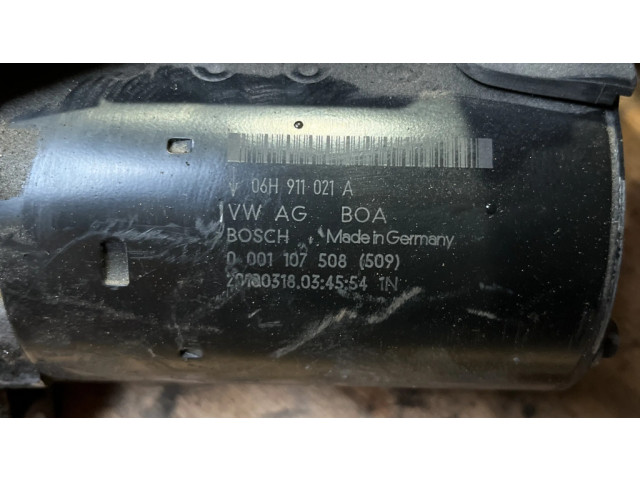 06H 911 021 A
VW AG BOA
BOSCH Made in Germany
0 001 107 508 (509)
1N